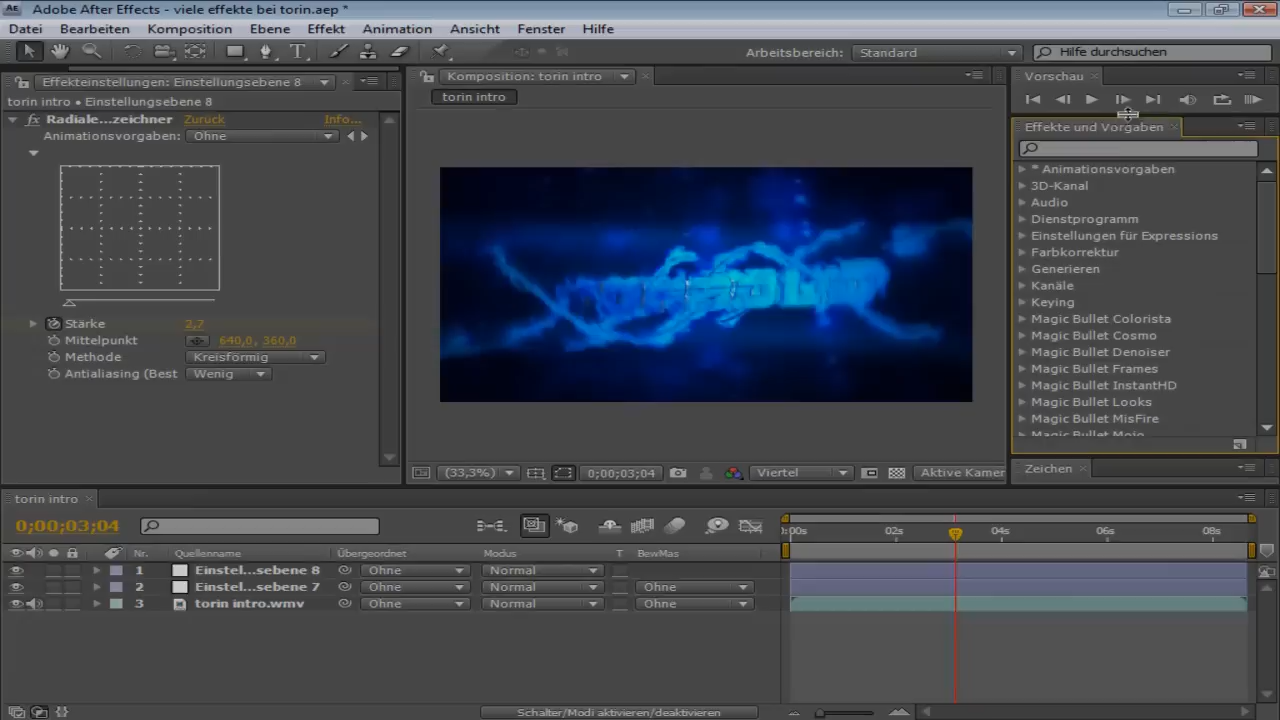 Adobe After Effects - viele effekte bei torin.aep *
Datei Bearbeiten Komposition Ebene Effekt Animation Ansicht Fenster Hilfe
Arbeitsbereich: Standard Hilfe durchsuchen
Effekteinstellungen: Einstellungsebene 8
torin intro • Einstellungsebene 8
fx Radiale...zeichner Zurück Info...
Animationsvorgaben: Ohne
Stärke 2,7
Mittelpunkt 640,0, 360,0
Methode Kreisförmig
Antialiasing (Best Wenig
Komposition: torin intro
torin intro
(33,3%) 0;00;03;04 Viertel Aktive Kamer
Vorschau
Effekte und Vorgaben
* Animationsvorgaben
3D-Kanal
Audio
Dienstprogramm
Einstellungen für Expressions
Farbkorrektur
Generieren
Kanäle
Keying
Magic Bullet Colorista
Magic Bullet Cosmo
Magic Bullet Denoiser
Magic Bullet Frames
Magic Bullet InstantHD
Magic Bullet Looks
Magic Bullet MisFire
Magic Bullet Mojo
Zeichen
torin intro
0;00;03;04
:00s 02s 04s 06s 08s
Nr. Quellenname Übergeordnet Modus T BewMas
1 Einstel...sebene 8 Ohne Normal
2 Einstel...sebene 7 Ohne Normal Ohne
3 torin intro.wmv Ohne Normal Ohne
Schalter/Modi aktivieren/deaktivieren